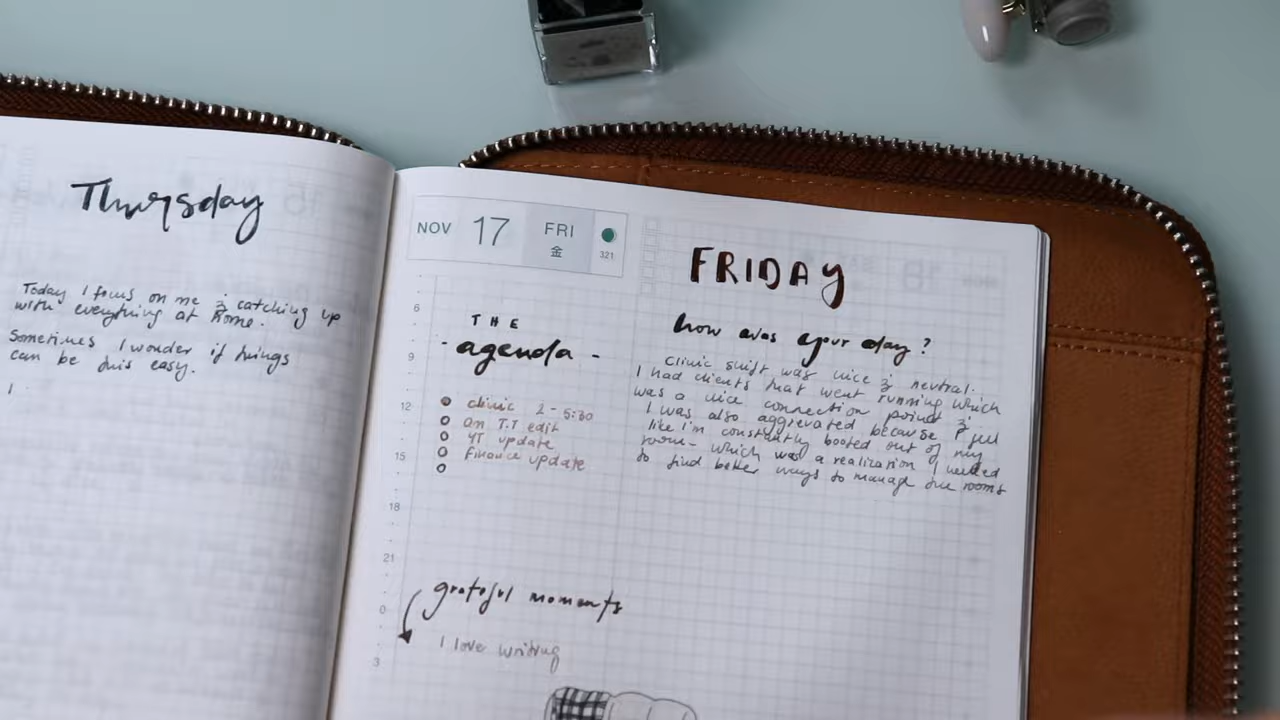 Thursday
Today I focus on me & catching up
with everything at home.
Sometimes I wonder if things
can be this easy.
I
NOV 17 FRI
金
321
6
9
12
15
18
21
0
3
THE
- agenda -
clinic 2-5:30
an T.T edit
YT update
Finance update
grateful moments
I love writing
FRIDAY
how was your day?
Clinic shift was nice & neutral.
I had clients that went running which
was a nice connection point &
I was also aggrevated because I feel
like I'm constantly booted out of my
room - which was a realization I needed
to find better ways to manage the rooms